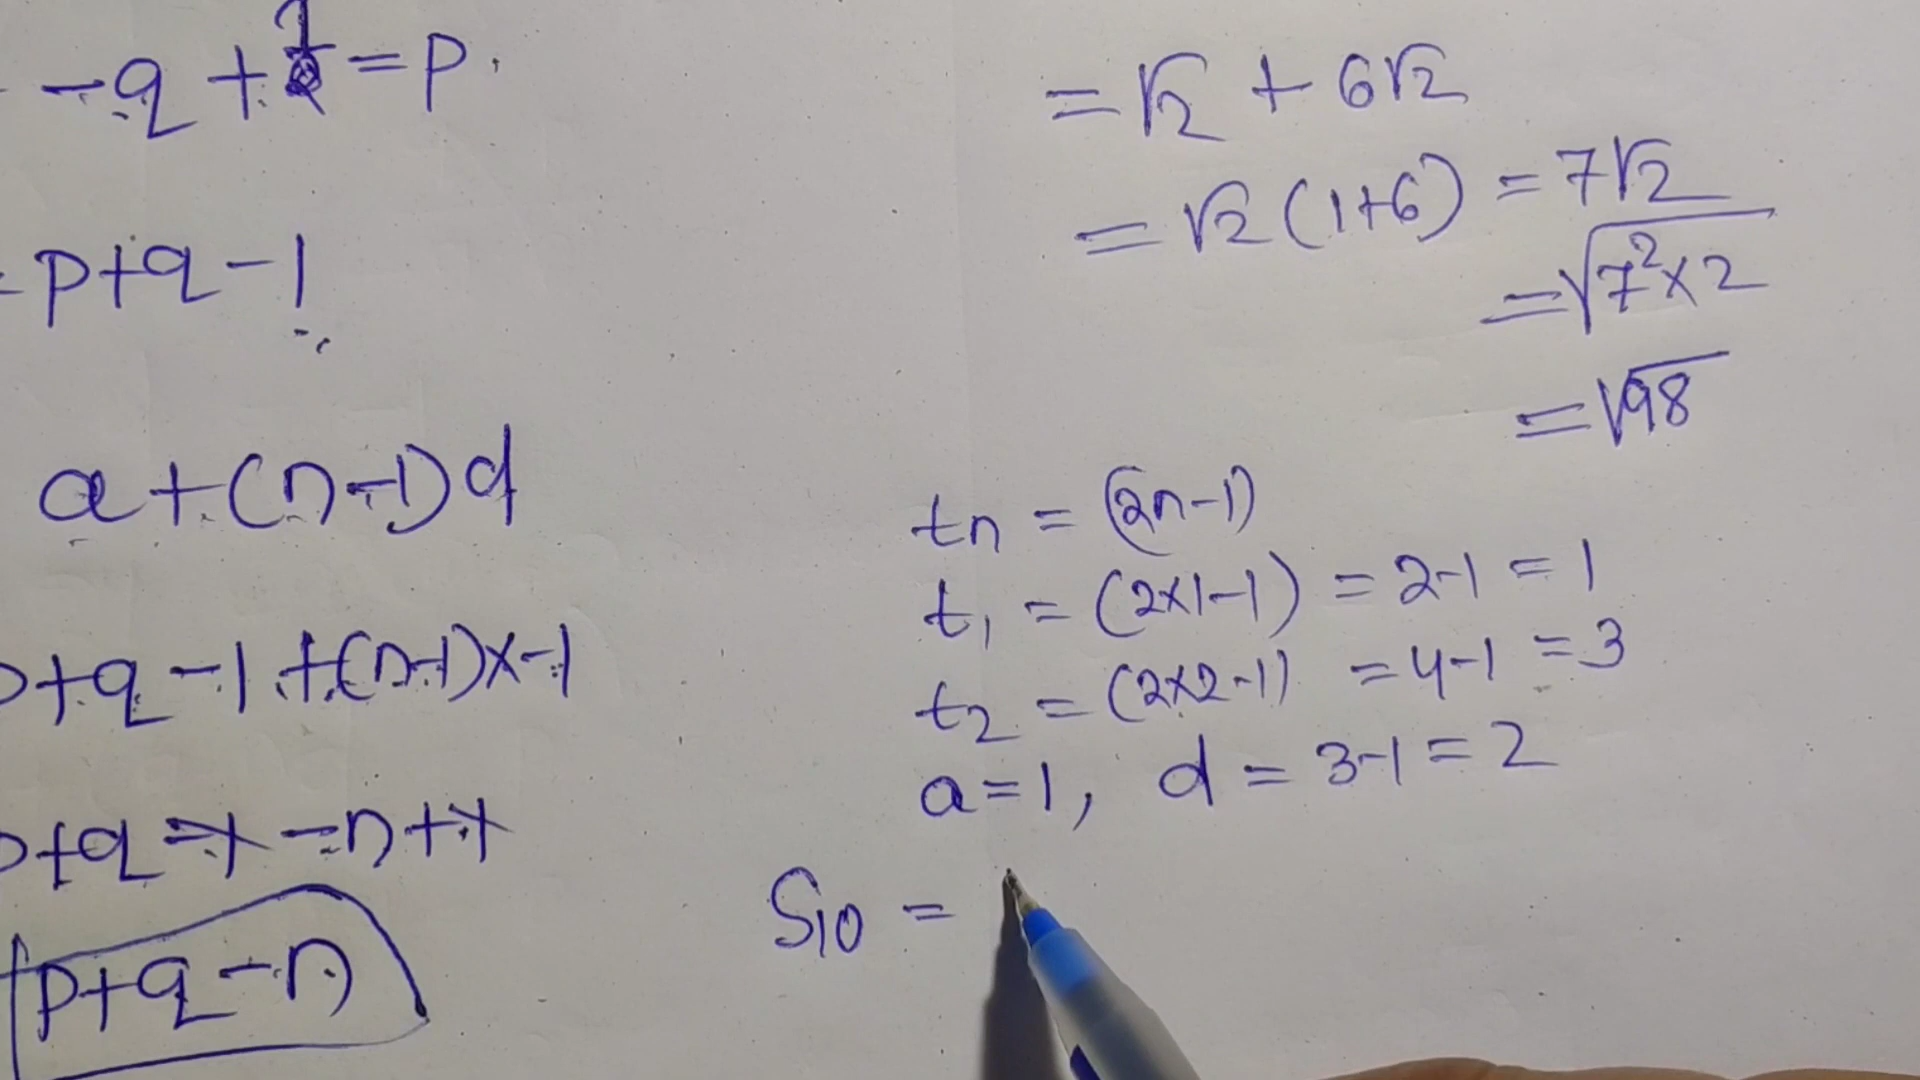 -q + 1 = p.
= p+q-1
a+(n-1)d
p+q-1+(n-1)x-1
p+q-1-n+1
p+q-n
= √2 + 6√2
= √2(1+6) = 7√2
= √7²×2
= √98
tn = (2n-1)
t1 = (2×1-1) = 2-1 = 1
t2 = (2×2-1) = 4-1 = 3
a=1, d = 3-1 = 2
S10 =